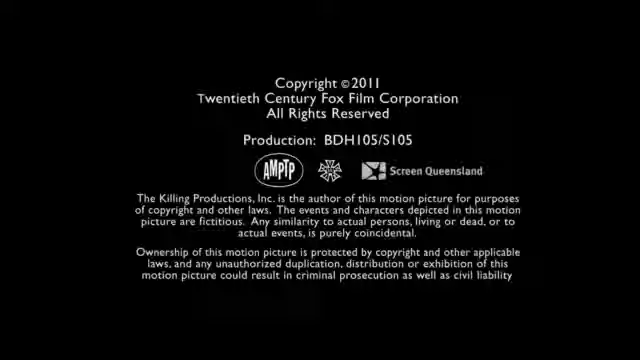 Copyright ©2011
Twentieth Century Fox Film Corporation
All Rights Reserved
Production: BDH105/S105
AMPTP
Screen Queensland
The Killing Productions, Inc. is the author of this motion picture for purposes
of copyright and other laws. The events and characters depicted in this motion
picture are fictitious. Any similarity to actual persons, living or dead, or to
actual events, is purely coincidental.
Ownership of this motion picture is protected by copyright and other applicable
laws, and any unauthorized duplication, distribution or exhibition of this
motion picture could result in criminal prosecution as well as civil liability